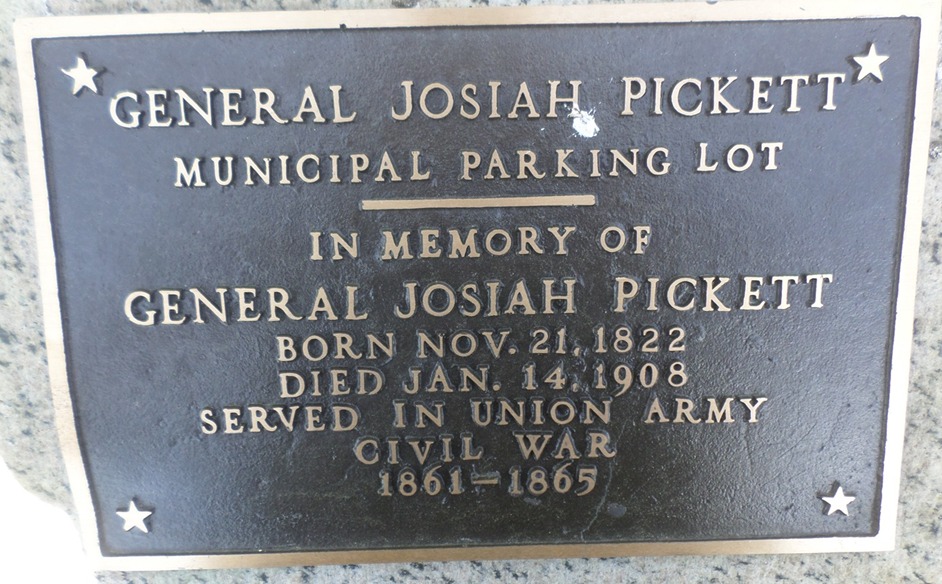 GENERAL JOSIAH PICKETT
MUNICIPAL PARKING LOT
IN MEMORY OF
GENERAL JOSIAH PICKETT
BORN NOV. 21, 1822
DIED JAN. 14, 1908
SERVED IN UNION ARMY
CIVIL WAR
1861-1865